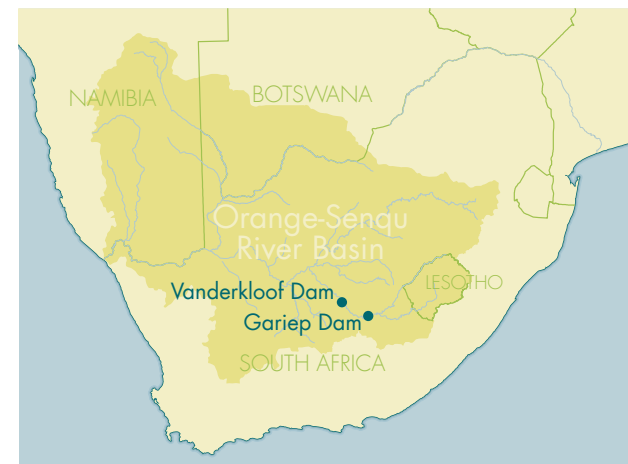 NAMIBIA
BOTSWANA
Orange-Senqu
River Basin
LESOTHO
Vanderkloof Dam
Gariep Dam
SOUTH AFRICA